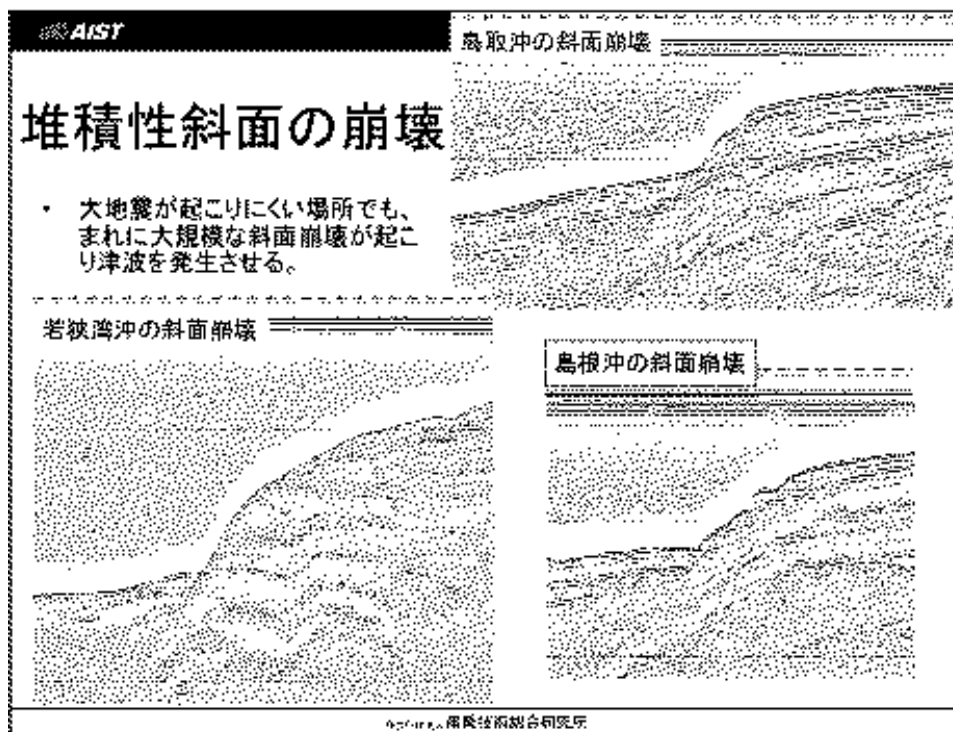 AIST
鳥取沖の斜面崩壊
堆積性斜面の崩壊
• 大地震が起こりにくい場所でも、
まれに大規模な斜面崩壊が起こ
り津波を発生させる。
若狭湾沖の斜面崩壊
島根沖の斜面崩壊
産業技術総合研究所